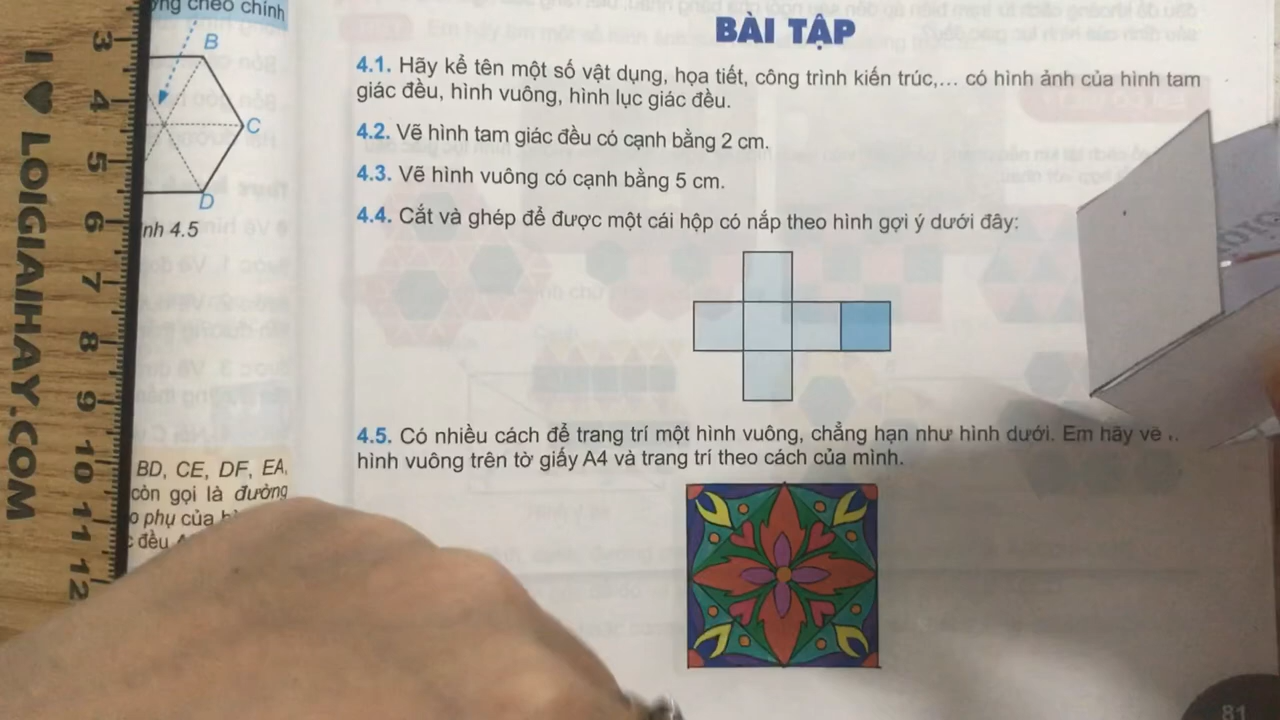 ờng chéo chính
B
C
D
nh 4.5
BD, CE, DF, EA,
còn gọi là đường
o phụ của
đều
3
4
5
6
7
8
9
10
11
12
I ♥ LOIGIAIHAY.COM
BÀI TẬP
4.1. Hãy kể tên một số vật dụng, họa tiết, công trình kiến trúc,... có hình ảnh của hình tam
giác đều, hình vuông, hình lục giác đều.
4.2. Vẽ hình tam giác đều có cạnh bằng 2 cm.
4.3. Vẽ hình vuông có cạnh bằng 5 cm.
4.4. Cắt và ghép để được một cái hộp có nắp theo hình gợi ý dưới đây:
4.5. Có nhiều cách để trang trí một hình vuông, chẳng hạn như hình dưới. Em hãy vẽ
hình vuông trên tờ giấy A4 và trang trí theo cách của mình.
81